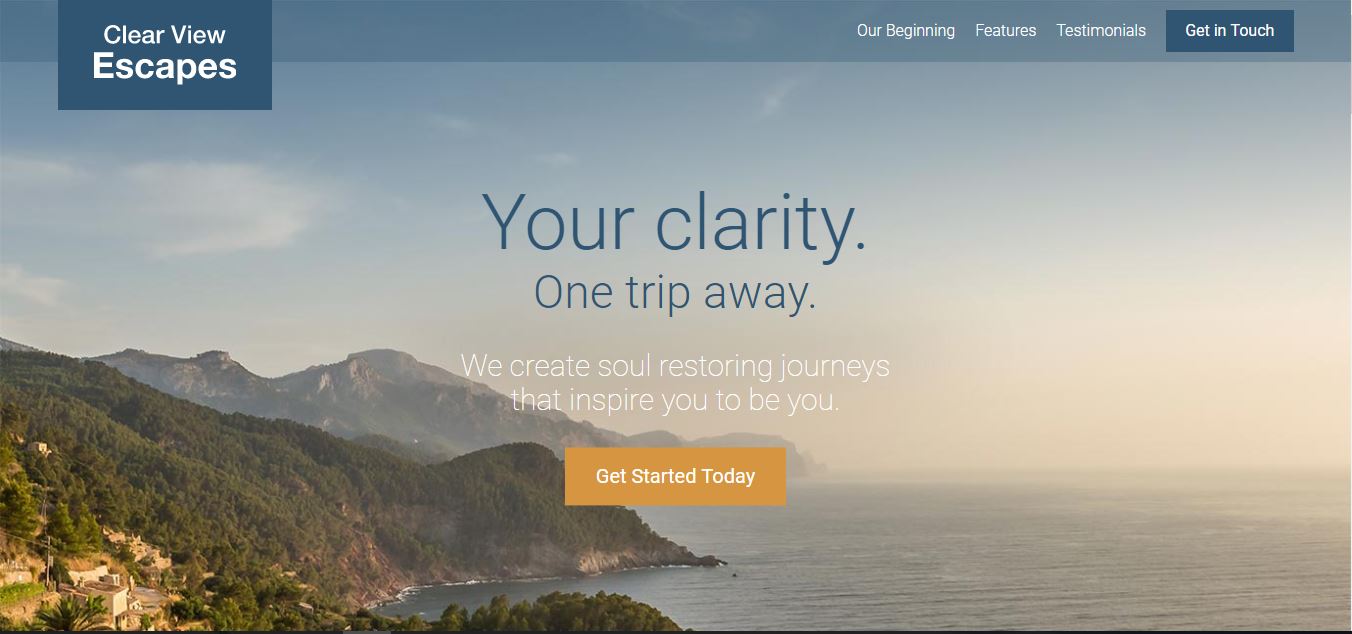 Clear View
Escapes
Our Beginning
Features
Testimonials
Get in Touch
Your clarity.
One trip away.
We create soul restoring journeys
that inspire you to be you.
Get Started Today